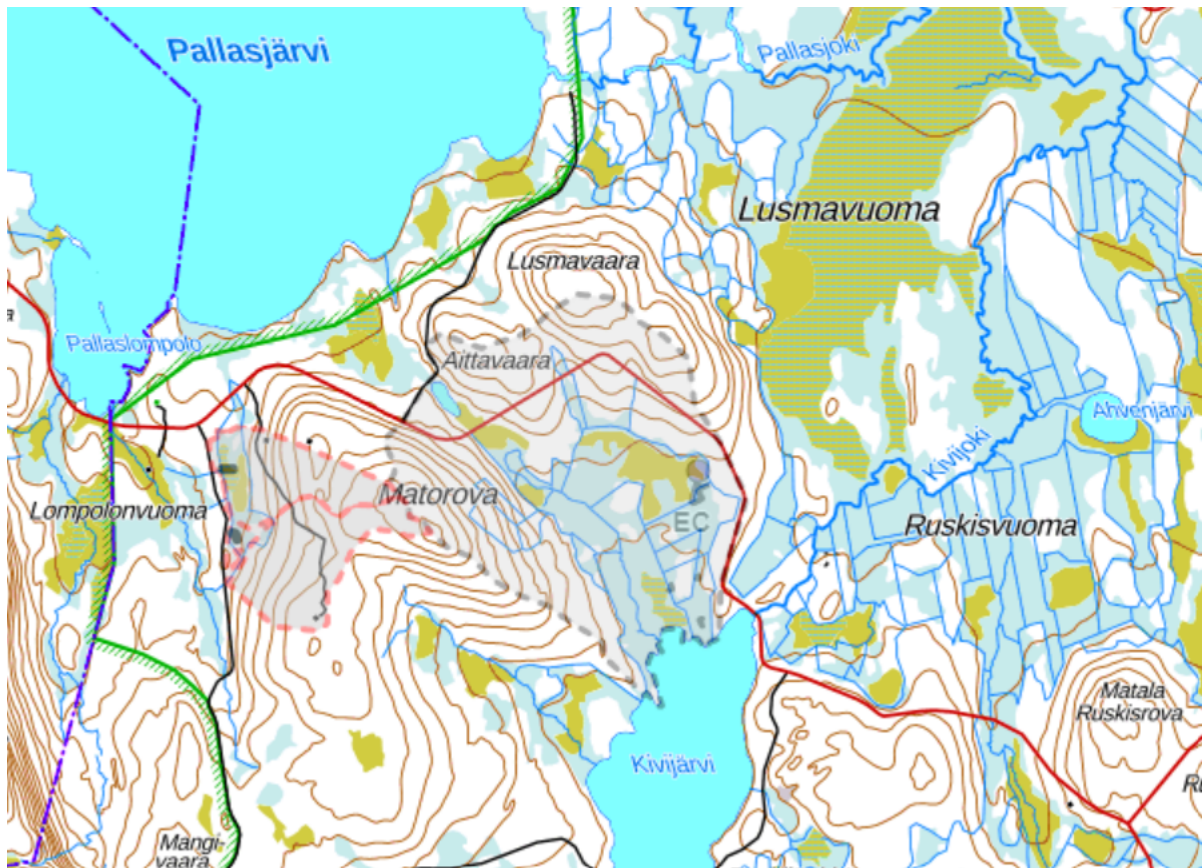 Pallasjärvi
Pallasjoki
Lusmavuoma
Lusmavaara
a
Pallaslompolo
Aittavaara
Ahvenjärvi
Kivijoki
Matorova
Lompolonvuoma
EC
Ruskisvuoma
Matala
Ruskisrova
Kivijärvi
Mangi-
vaara